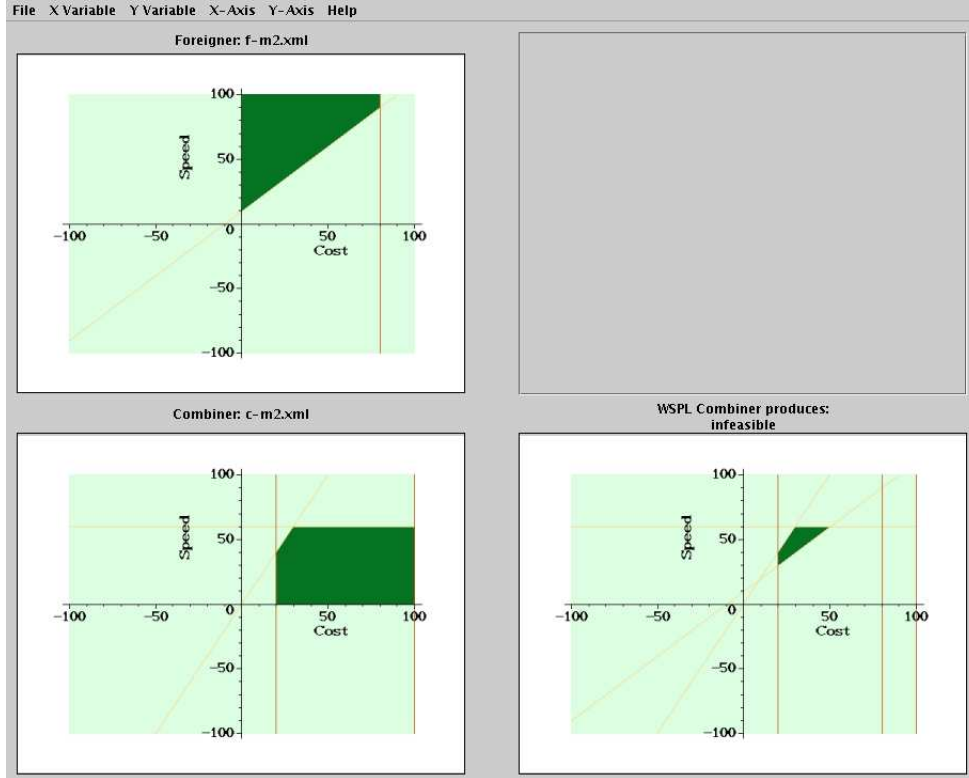 File X Variable Y Variable X-Axis Y-Axis Help
Foreigner: f-m2.xml
100
50
0
-50
-100
-100 -50 50 100
Speed
Cost
Combiner: c-m2.xml
100
50
0
-50
-100
-100 -50 50 100
Speed
Cost
WSPL Combiner produces:
infeasible
100
50
0
-50
-100
-100 -50 50 100
Speed
Cost